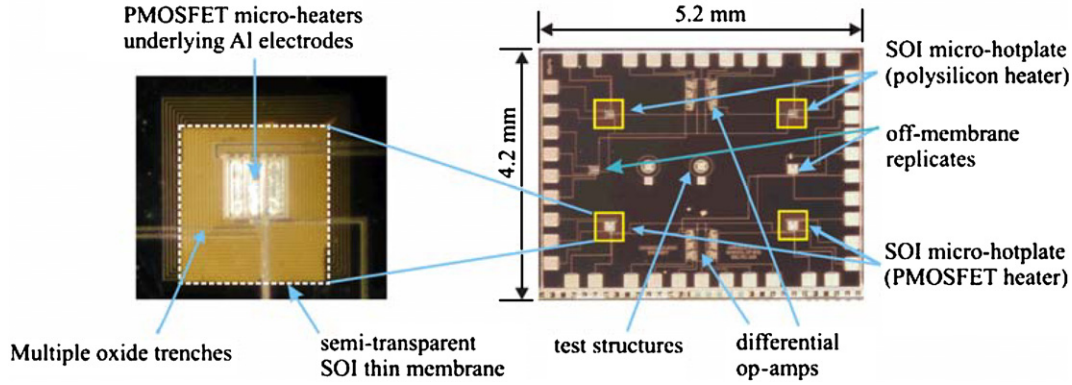 PMOSFET micro-heaters
underlying Al electrodes
5.2 mm
4.2 mm
SOI micro-hotplate
(polysilicon heater)
off-membrane
replicates
SOI micro-hotplate
(PMOSFET heater)
Multiple oxide trenches
semi-transparent
SOI thin membrane
test structures
differential
op-amps